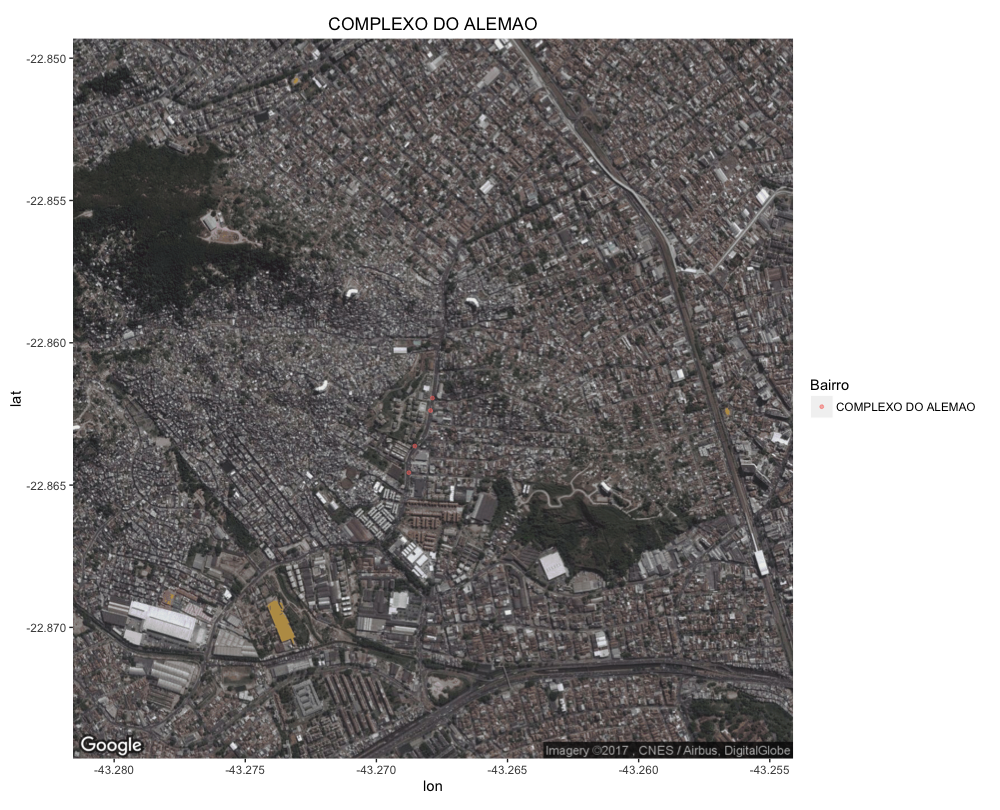 COMPLEXO DO ALEMAO
-22.850
-22.855
-22.860
-22.865
-22.870
lat
-43.280
-43.275
-43.270
-43.265
-43.260
-43.255
lon
Google
Imagery ©2017 , CNES / Airbus, DigitalGlobe
Bairro
COMPLEXO DO ALEMAO